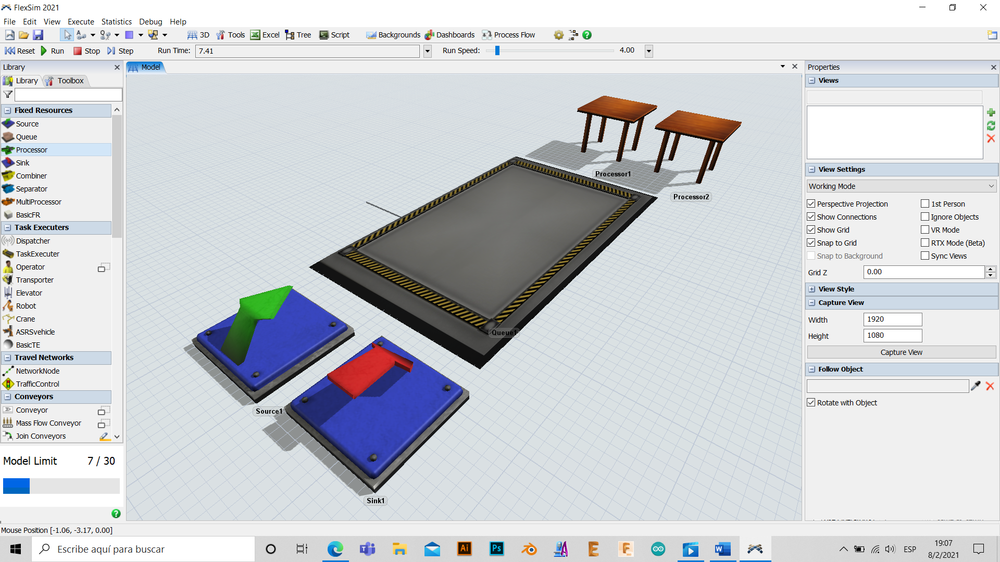 FlexSim 2021
File Edit View Execute Statistics Debug Help
3D Tools Excel Tree Script Backgrounds Dashboards Process Flow
Reset Run Stop Step Run Time: 7.41 Run Speed: 4.00
Library
Library Toolbox
Fixed Resources
Source
Queue
Processor
Sink
Combiner
Separator
MultiProcessor
BasicFR
Task Executers
Dispatcher
TaskExecuter
Operator
Transporter
Elevator
Robot
Crane
ASRSvehicle
BasicTE
Travel Networks
NetworkNode
TrafficControl
Conveyors
Conveyor
Mass Flow Conveyor
Join Conveyors
Model Limit 7 / 30
Model
Processor1
Processor2
Queue1
Source1
Sink1
Properties
Views
View Settings
Working Mode
Perspective Projection 1st Person
Show Connections Ignore Objects
Show Grid VR Mode
Snap to Grid RTX Mode (Beta)
Snap to Background Sync Views
Grid Z 0.00
View Style
Capture View
Width 1920
Height 1080
Capture View
Follow Object
Rotate with Object
Mouse Position [-1.06, -3.17, 0.00]
Escribe aquí para buscar
Ai
Ps
ESP
19:07
8/2/2021